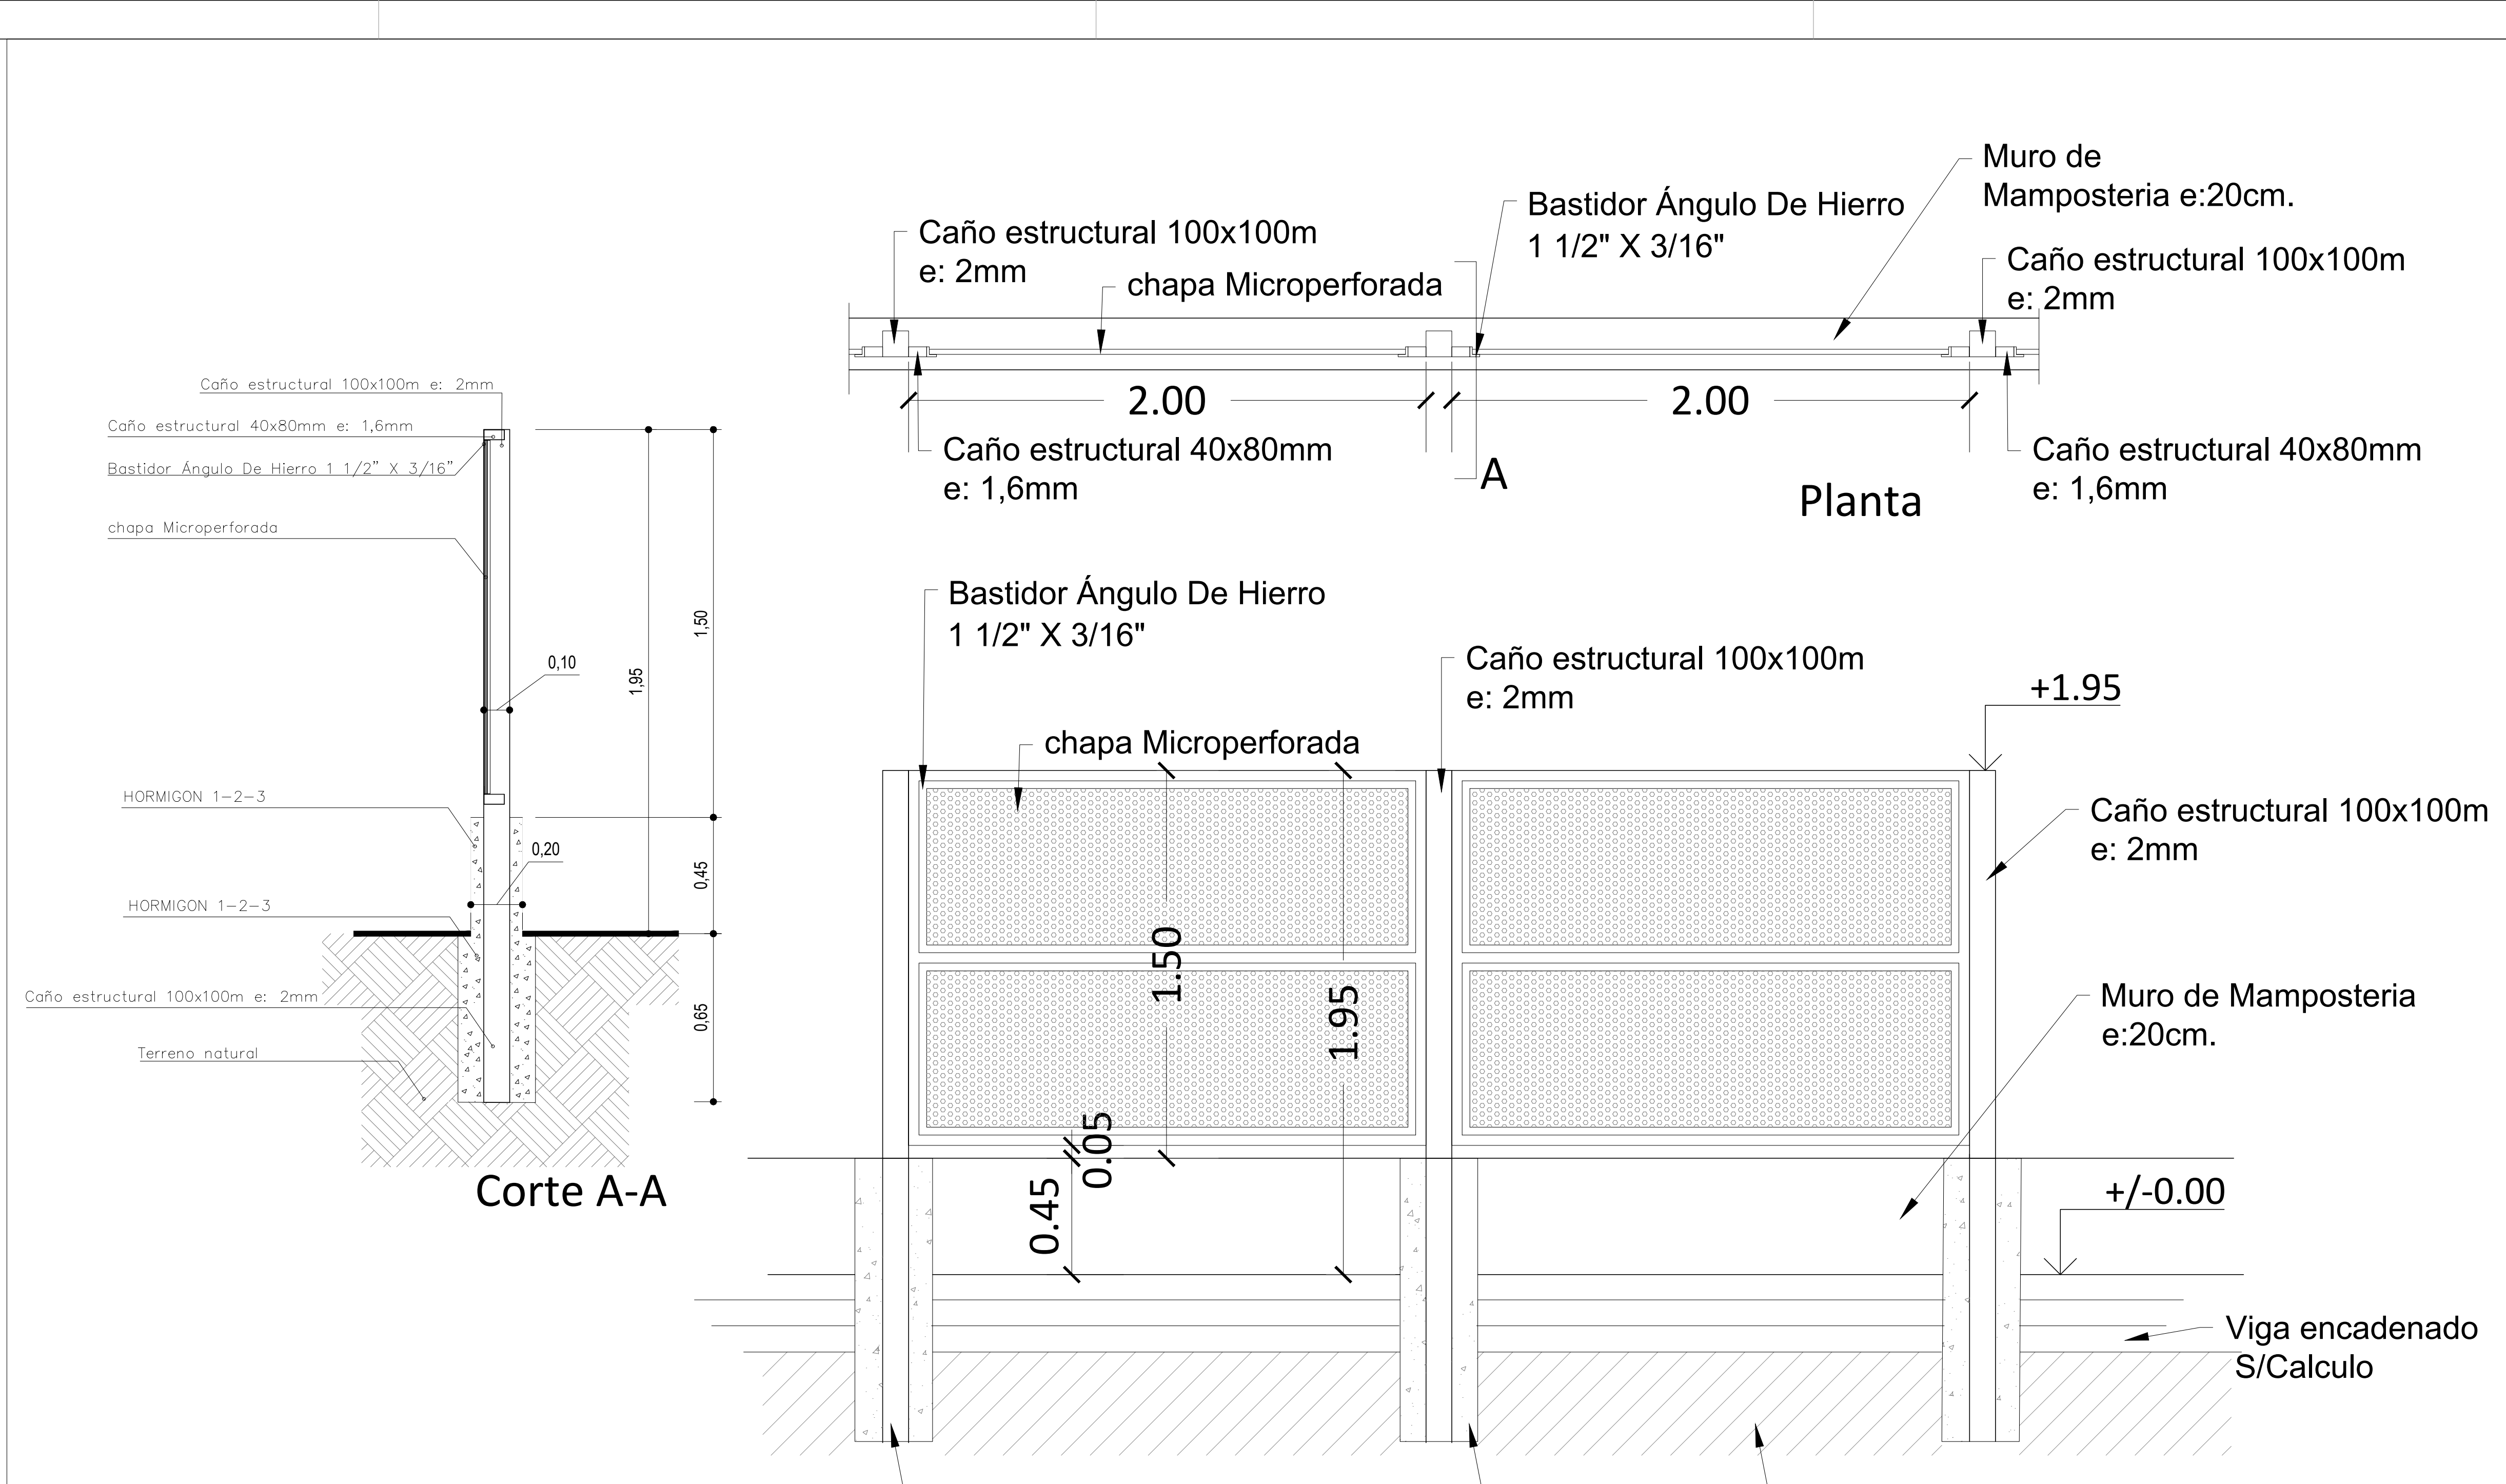 Caño estructural 100x100m e: 2mm
Caño estructural 40x80mm e: 1,6mm
Bastidor Ángulo De Hierro 1 1/2" X 3/16"
chapa Microperforada
0,10
1,95
1,50
HORMIGON 1-2-3
0,20
0,45
HORMIGON 1-2-3
Caño estructural 100x100m e: 2mm
0,65
Terreno natural
Corte A-A
Muro de
Mamposteria e:20cm.
Bastidor Ángulo De Hierro
1 1/2" X 3/16"
Caño estructural 100x100m
e: 2mm
chapa Microperforada
Caño estructural 100x100m
e: 2mm
2.00
2.00
Caño estructural 40x80mm
e: 1,6mm
A
Caño estructural 40x80mm
e: 1,6mm
Planta
Bastidor Ángulo De Hierro
1 1/2" X 3/16"
Caño estructural 100x100m
e: 2mm
+1.95
chapa Microperforada
Caño estructural 100x100m
e: 2mm
1.50
1.95
Muro de Mamposteria
e:20cm.
0.05
0.45
+/-0.00
Viga encadenado
S/Calculo